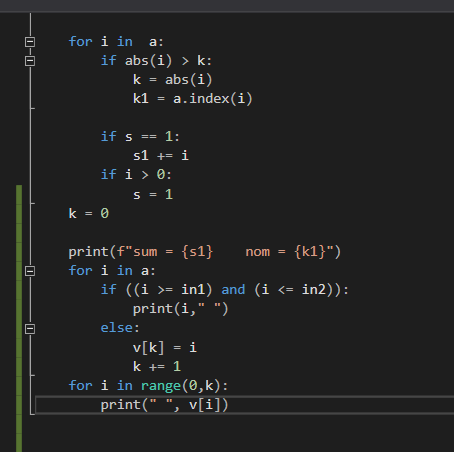 for i in  a:
    if abs(i) > k:
        k = abs(i)
        k1 = a.index(i)

    if s == 1:
        s1 += i
    if i > 0:
        s = 1
k = 0

print(f"sum = {s1}    nom = {k1}")
for i in a:
    if ((i >= in1) and (i <= in2)):
        print(i," ")
    else:
        v[k] = i
        k += 1
for i in range(0,k):
    print(" ", v[i])